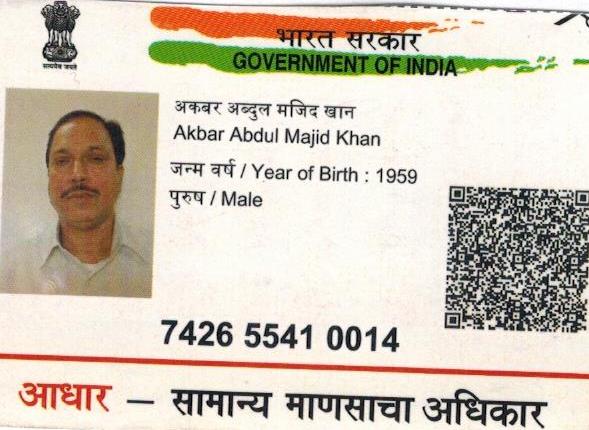 भारत सरकार
GOVERNMENT OF INDIA
सत्यमेव जयते
अकबर अब्दुल मजिद खान
Akbar Abdul Majid Khan
जन्म वर्ष / Year of Birth : 1959
पुरुष / Male
7426 5541 0014
आधार — सामान्य माणसाचा अधिकार